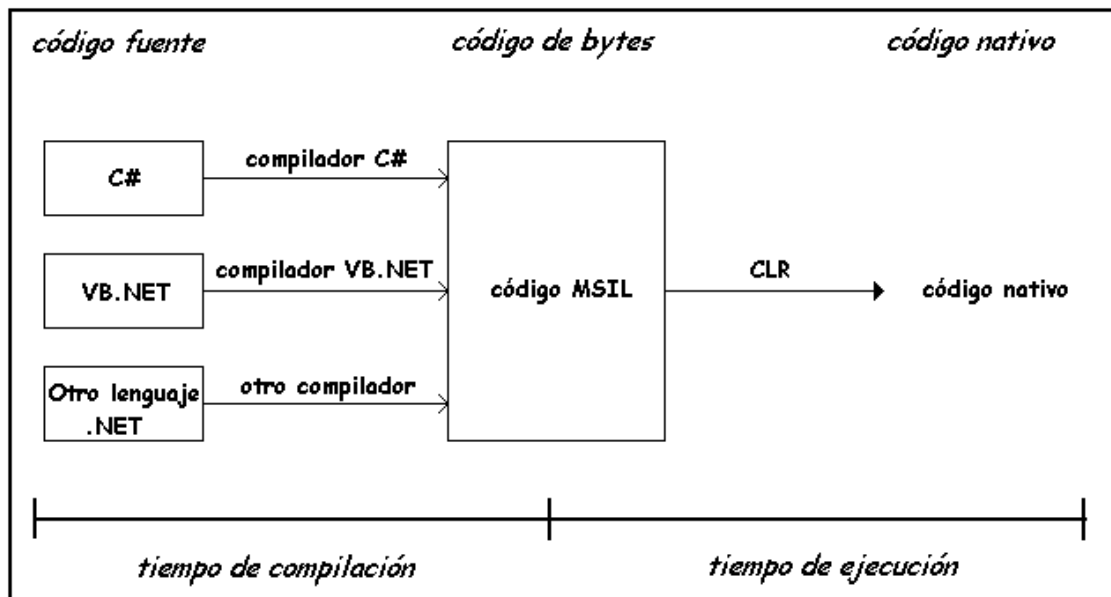 código fuente
código de bytes
código nativo
C#
compilador C#
VB.NET
compilador VB.NET
código MSIL
CLR
código nativo
Otro lenguaje
.NET
otro compilador
tiempo de compilación
tiempo de ejecución